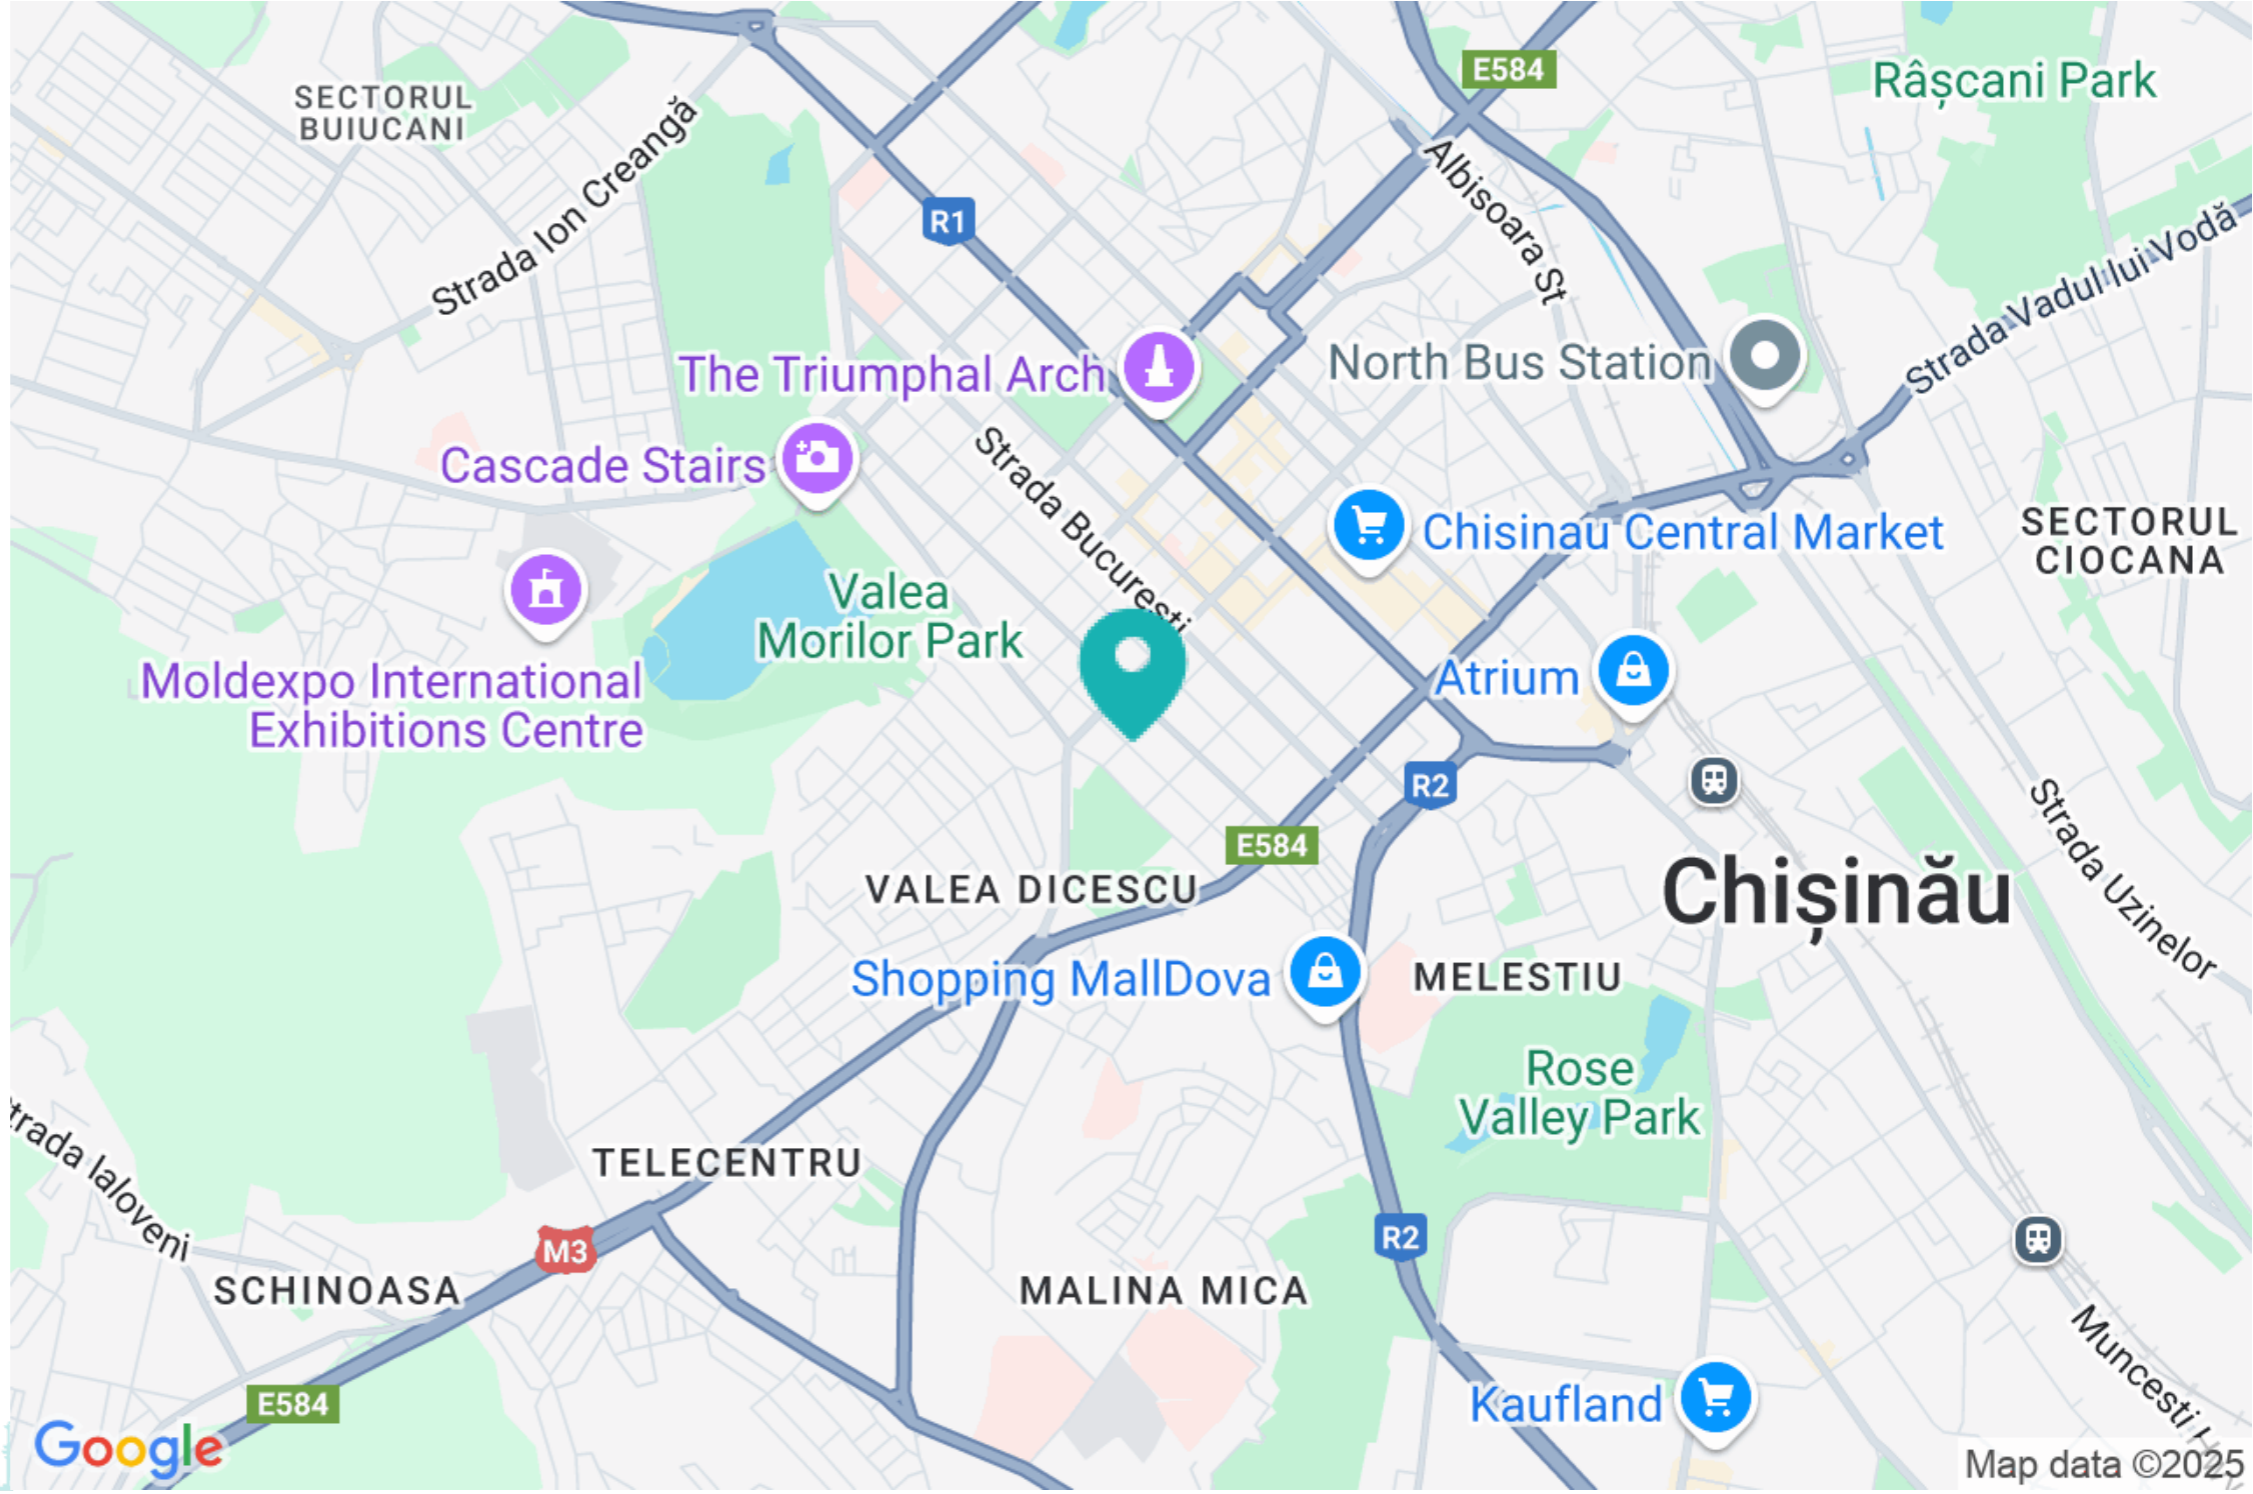 E584
Râșcani Park
SECTORUL
BUIUCANI
Strada Ion Creangă
Albisoara St
R1
Strada Vadul lui Vodă
The Triumphal Arch
North Bus Station
Cascade Stairs
Strada București
Chisinau Central Market
SECTORUL
CIOCANA
Valea
Morilor Park
Moldexpo International
Exhibitions Centre
Atrium
R2
E584
Strada Uzinelor
VALEA DICESCU
Chișinău
Shopping MallDova
MELESTIU
Rose
Valley Park
TELECENTRU
Strada Ialoveni
M3
R2
SCHINOASA
MALINA MICA
Muncesti
E584
Kaufland
Google
Map data ©2025